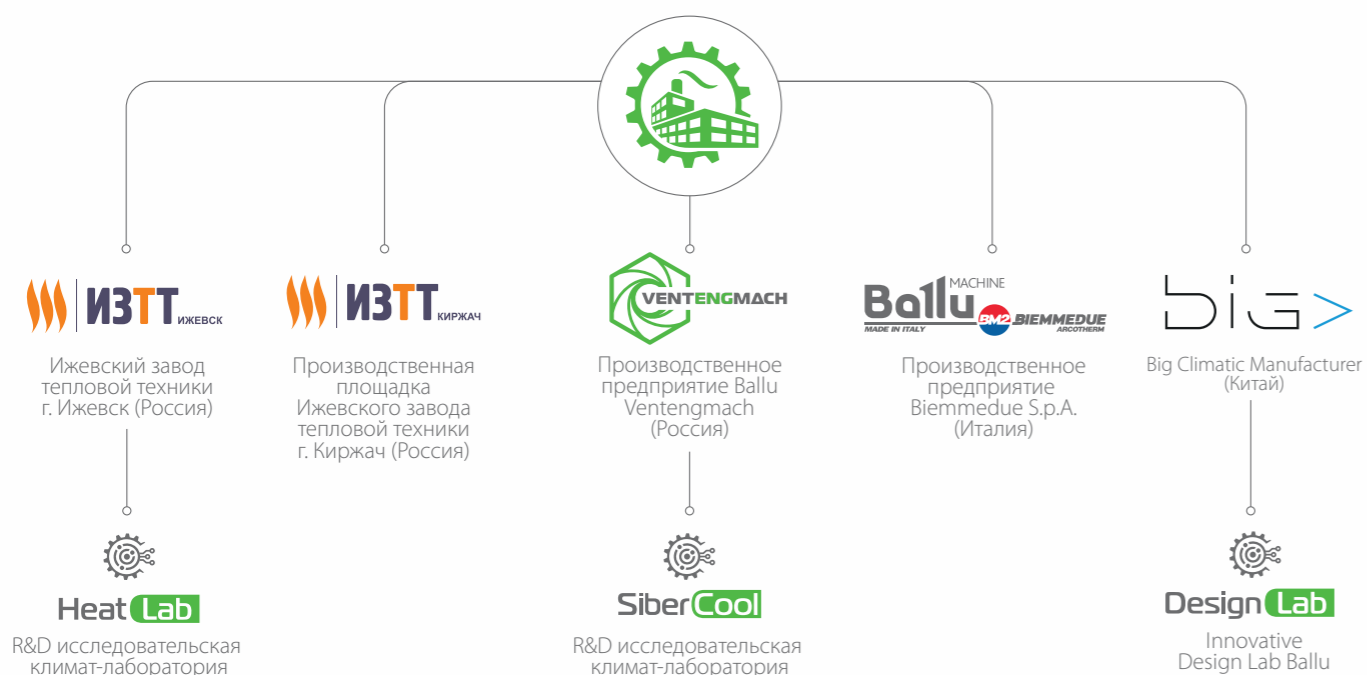 ИЗТТ ИЖЕВСК
Ижевский завод
тепловой техники
г. Ижевск (Россия)
ИЗТТ КИРЖАЧ
Производственная
площадка
Ижевского завода
тепловой техники
г. Киржач (Россия)
VENTENGMACH
Производственное
предприятие Ballu
Ventengmach
(Россия)
Ballu MACHINE
MADE IN ITALY
BM2 BIEMMEDUE
ARCOTHERM
Производственное
предприятие
Biemmedue S.p.A.
(Италия)
big>
Big Climatic Manufacturer
(Китай)
Heat Lab
R&D исследовательская
климат-лаборатория
SiberCool
R&D исследовательская
климат-лаборатория
Design Lab
Innovative
Design Lab Ballu